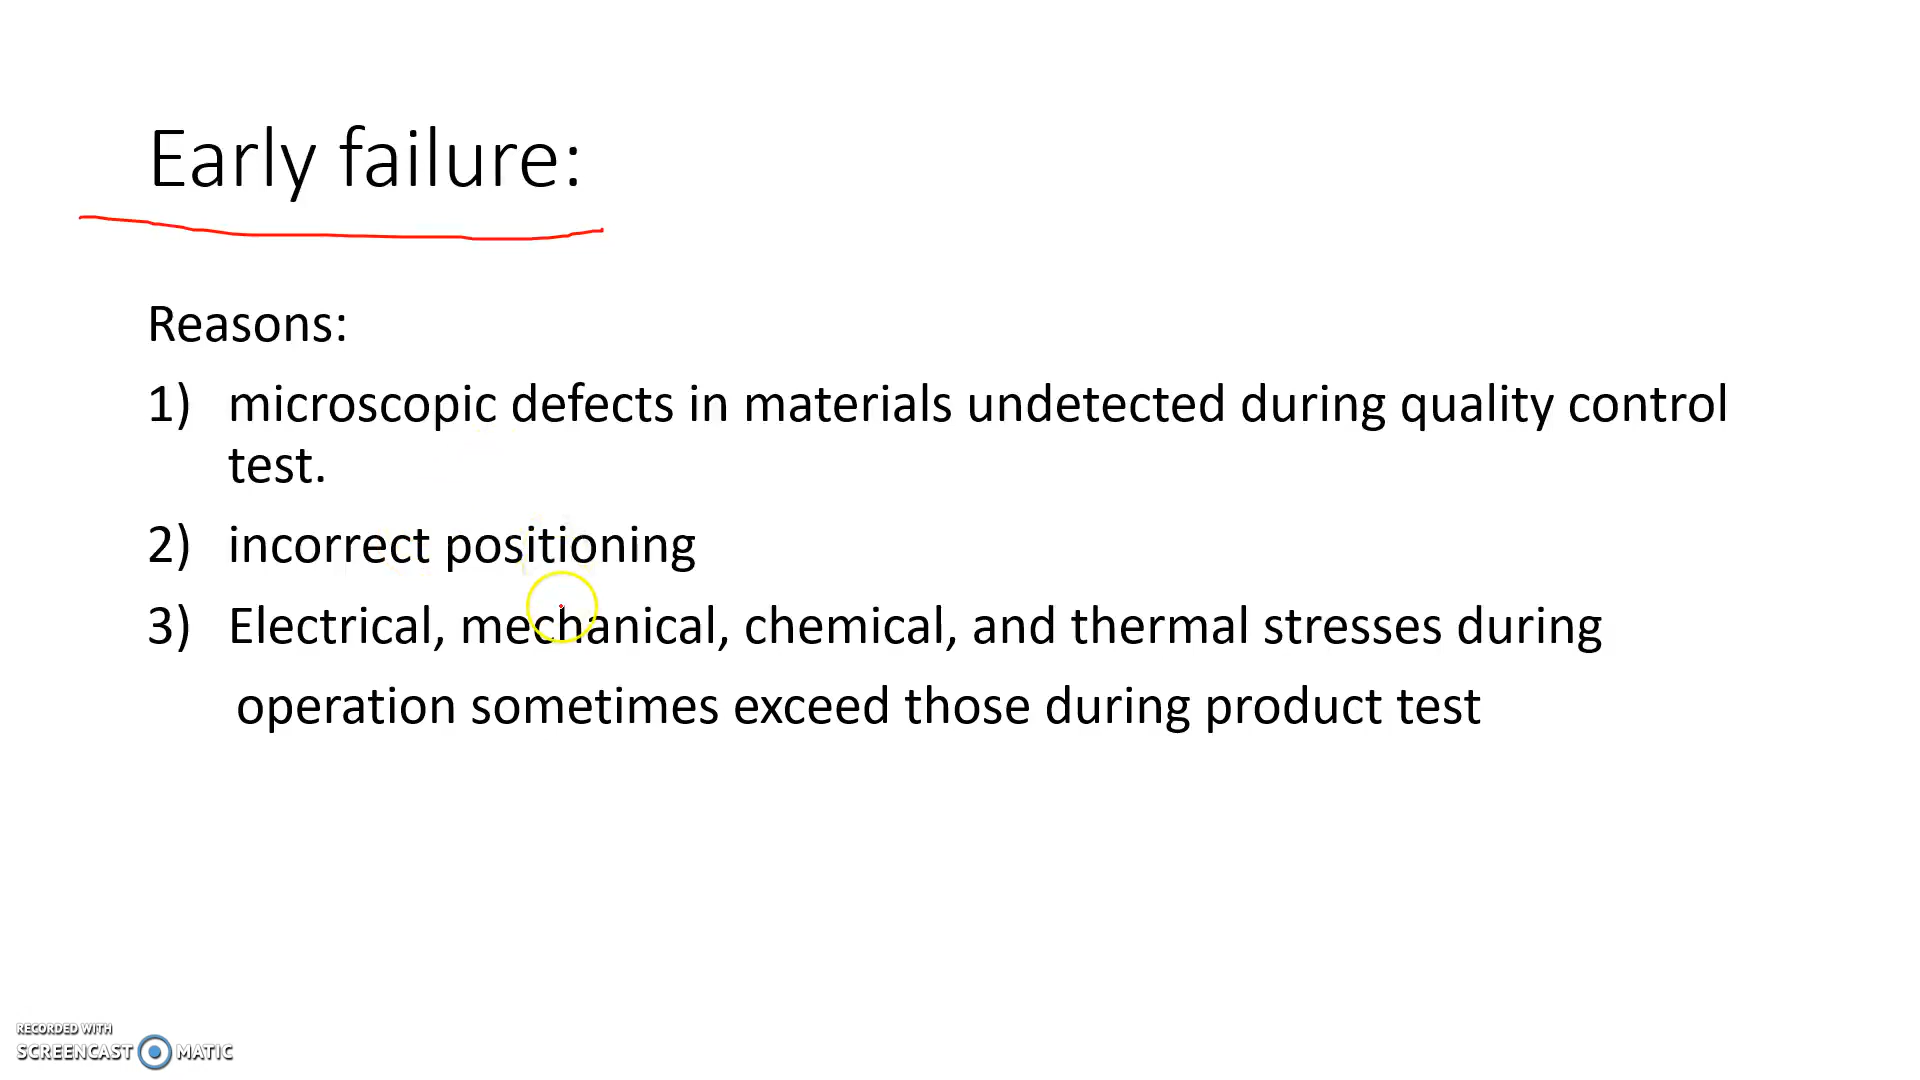 Early failure:
Reasons:
1) microscopic defects in materials undetected during quality control
test.
2) incorrect positioning
3) Electrical, mechanical, chemical, and thermal stresses during
operation sometimes exceed those during product test
RECORDED WITH
SCREENCAST MATIC